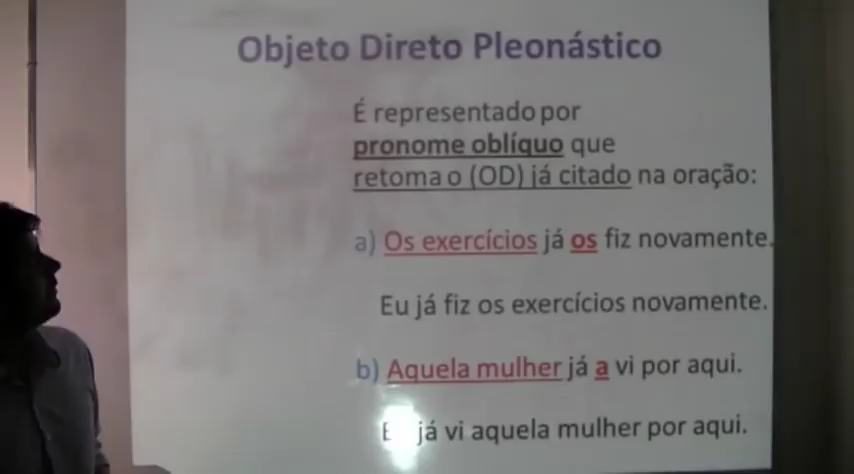 Objeto Direto Pleonástico
É representado por
pronome oblíquo que
retoma o (OD) já citado na oração:
a) Os exercícios já os fiz novamente.
Eu já fiz os exercícios novamente.
b) Aquela mulher já a vi por aqui.
já vi aquela mulher por aqui.